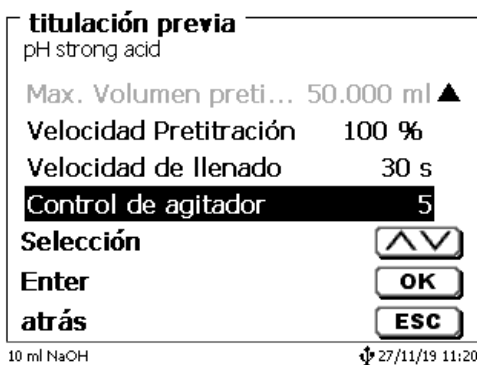 titulación previa
pH strong acid
Max. Volumen preti... 50.000 ml
Velocidad Pretitración 100 %
Velocidad de llenado 30 s
Control de agitador 5
Selección
Enter OK
atrás ESC
10 ml NaOH 27/11/19 11:20